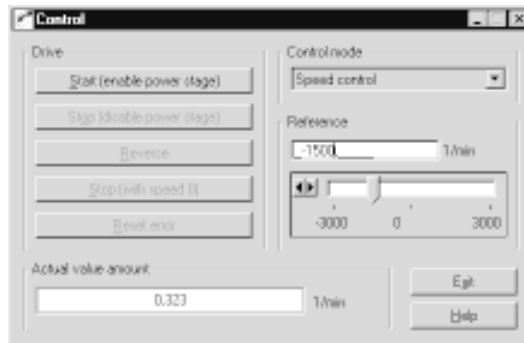 Control
Drive
Start (enable power stage)
Stop (disable power stage)
Reverse
Stop (with speed 0)
Reset error
Control mode
Speed control
Reference
_-1500_____ 1/min
-3000 0 3000
Actual value amount
0.323 1/min
Exit
Help